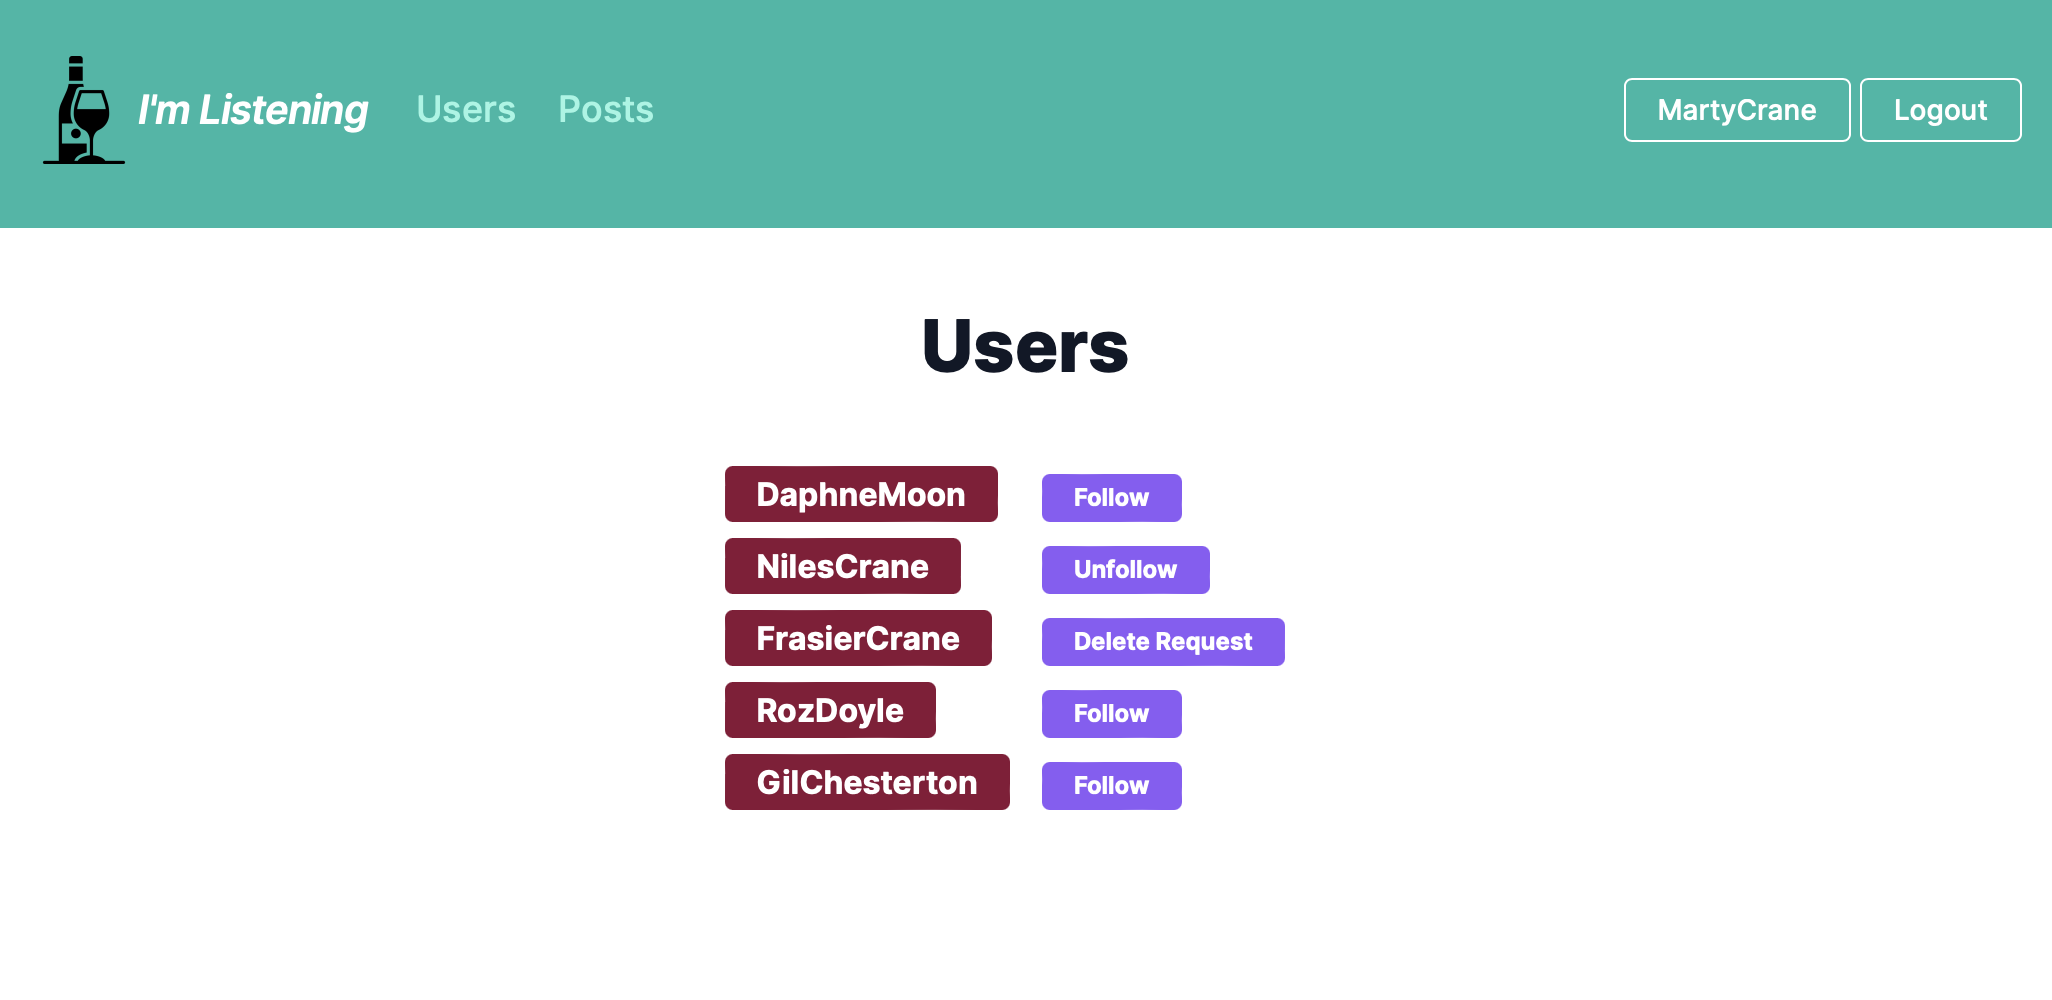 I'm Listening Users Posts MartyCrane Logout
Users
DaphneMoon Follow
NilesCrane Unfollow
FrasierCrane Delete Request
RozDoyle Follow
GilChesterton Follow